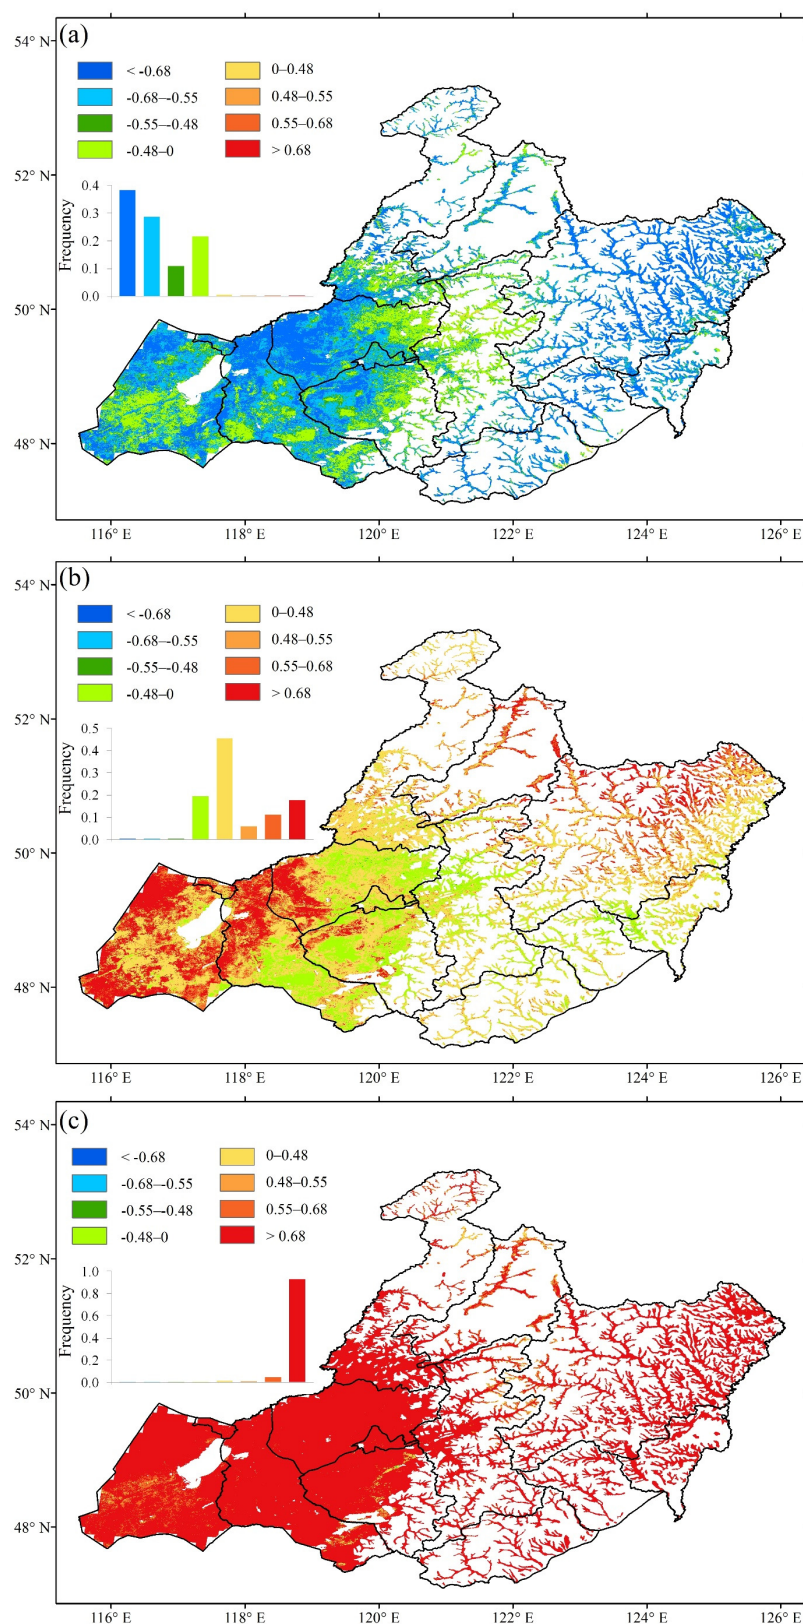 (a)
54° N
52° N
50° N
48° N
< -0.68
-0.68–-0.55
-0.55–-0.48
-0.48–0
0–0.48
0.48–0.55
0.55–0.68
> 0.68
Frequency
0.4
0.3
0.2
0.1
0.0
116° E 118° E 120° E 122° E 124° E 126° E
(b)
54° N
52° N
50° N
48° N
< -0.68
-0.68–-0.55
-0.55–-0.48
-0.48–0
0–0.48
0.48–0.55
0.55–0.68
> 0.68
Frequency
0.5
0.4
0.3
0.2
0.1
0.0
116° E 118° E 120° E 122° E 124° E 126° E
(c)
54° N
52° N
50° N
48° N
< -0.68
-0.68–-0.55
-0.55–-0.48
-0.48–0
0–0.48
0.48–0.55
0.55–0.68
> 0.68
Frequency
1.0
0.8
0.6
0.4
0.2
0.0
116° E 118° E 120° E 122° E 124° E 126° E